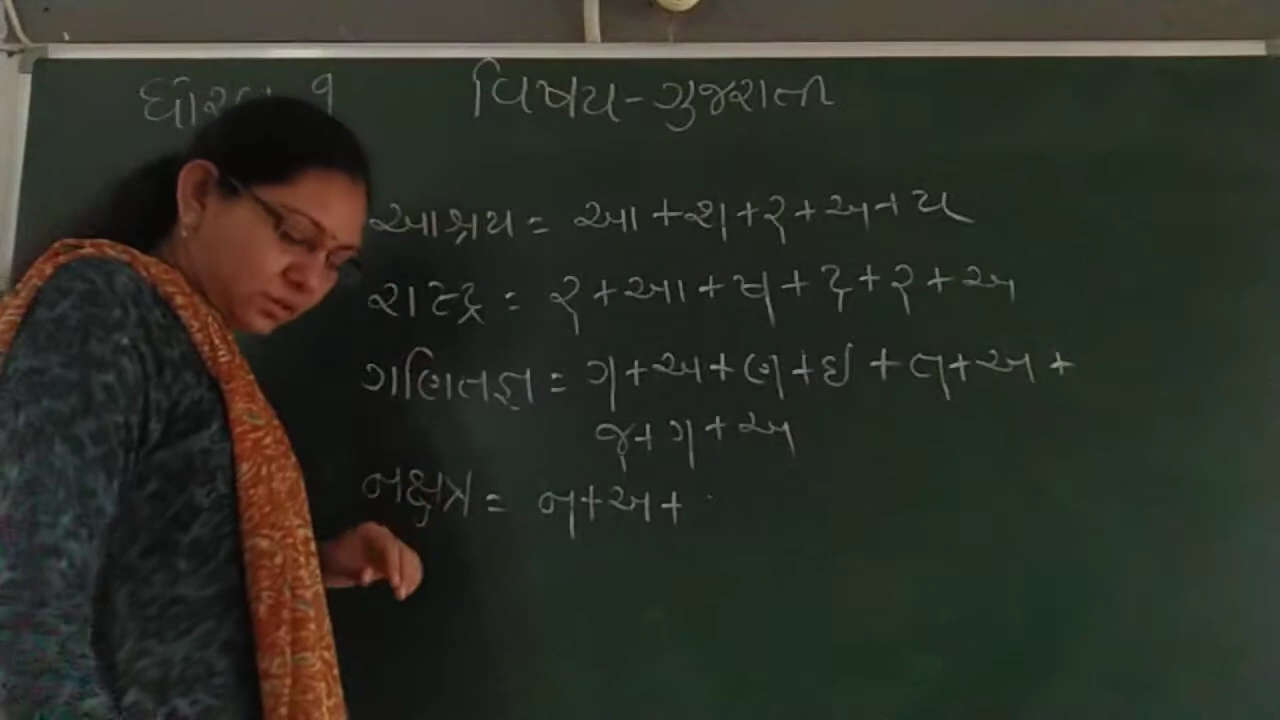 ધોરણ ૧ વિષય-ગુજરાતી
આશ્રય = આ+શ્+ર્+અ+ય
રાષ્ટ્ર = ર્+આ+ષ્+ટ્+ર્+અ
ગણિતજ્ઞ = ગ્+અ+ણ્+ઇ+ત્+અ+
જ્+ગ્+અ
નક્ષત્ર = ન્+અ+